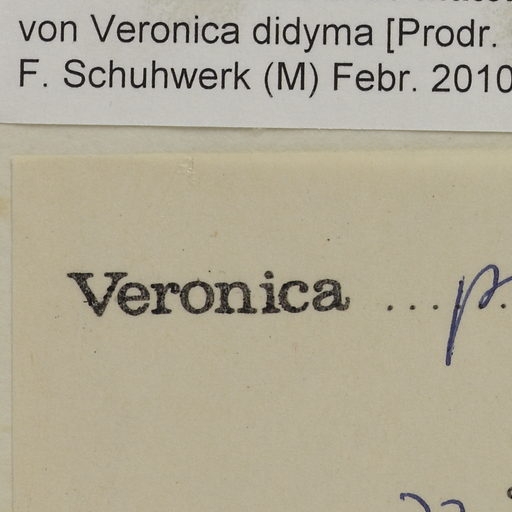 von Veronica didyma [Prodr.
F. Schuhwerk (M) Febr. 2010
Veronica ... p.